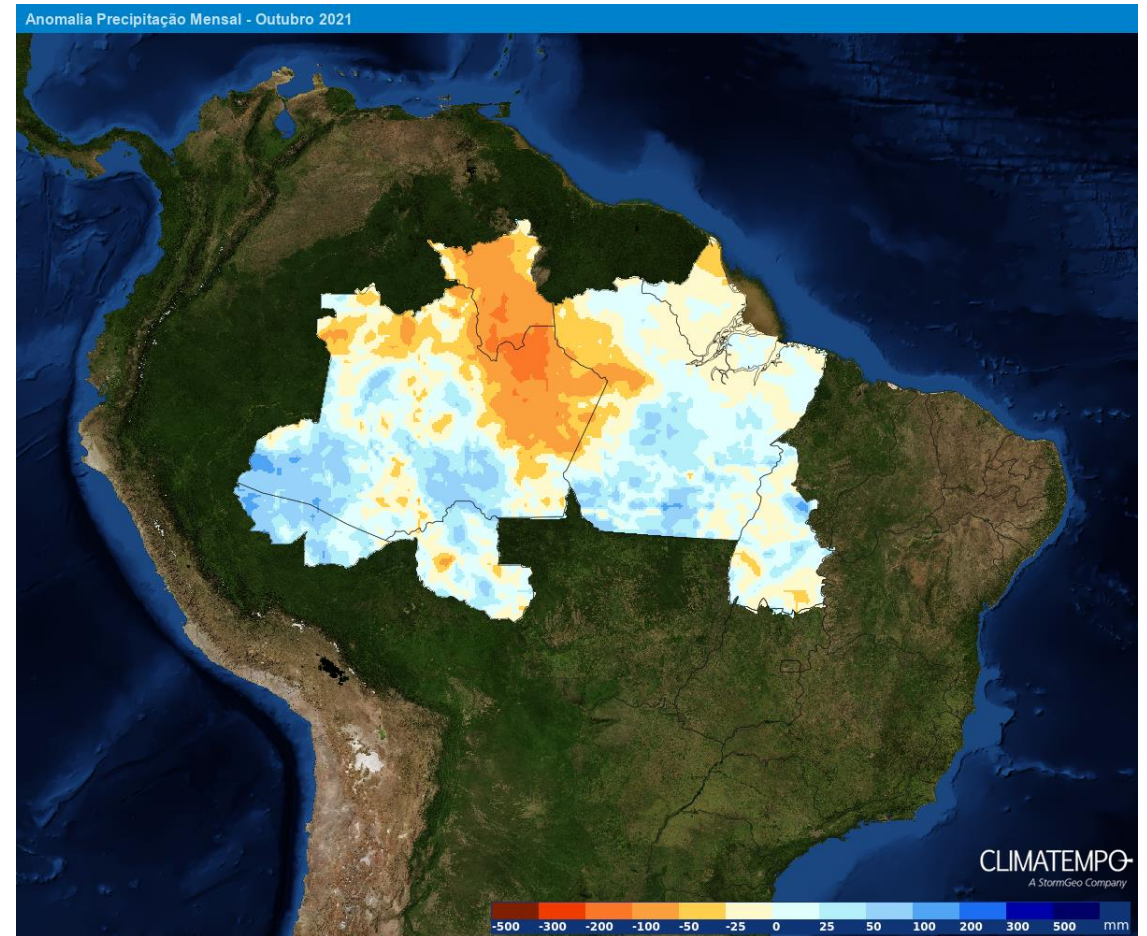 Anomalia Precipitação Mensal - Outubro 2021
CLIMATEMPO
A StormGeo Company
-500 -300 -200 -100 -50 -25 0 25 50 100 200 300 500 mm